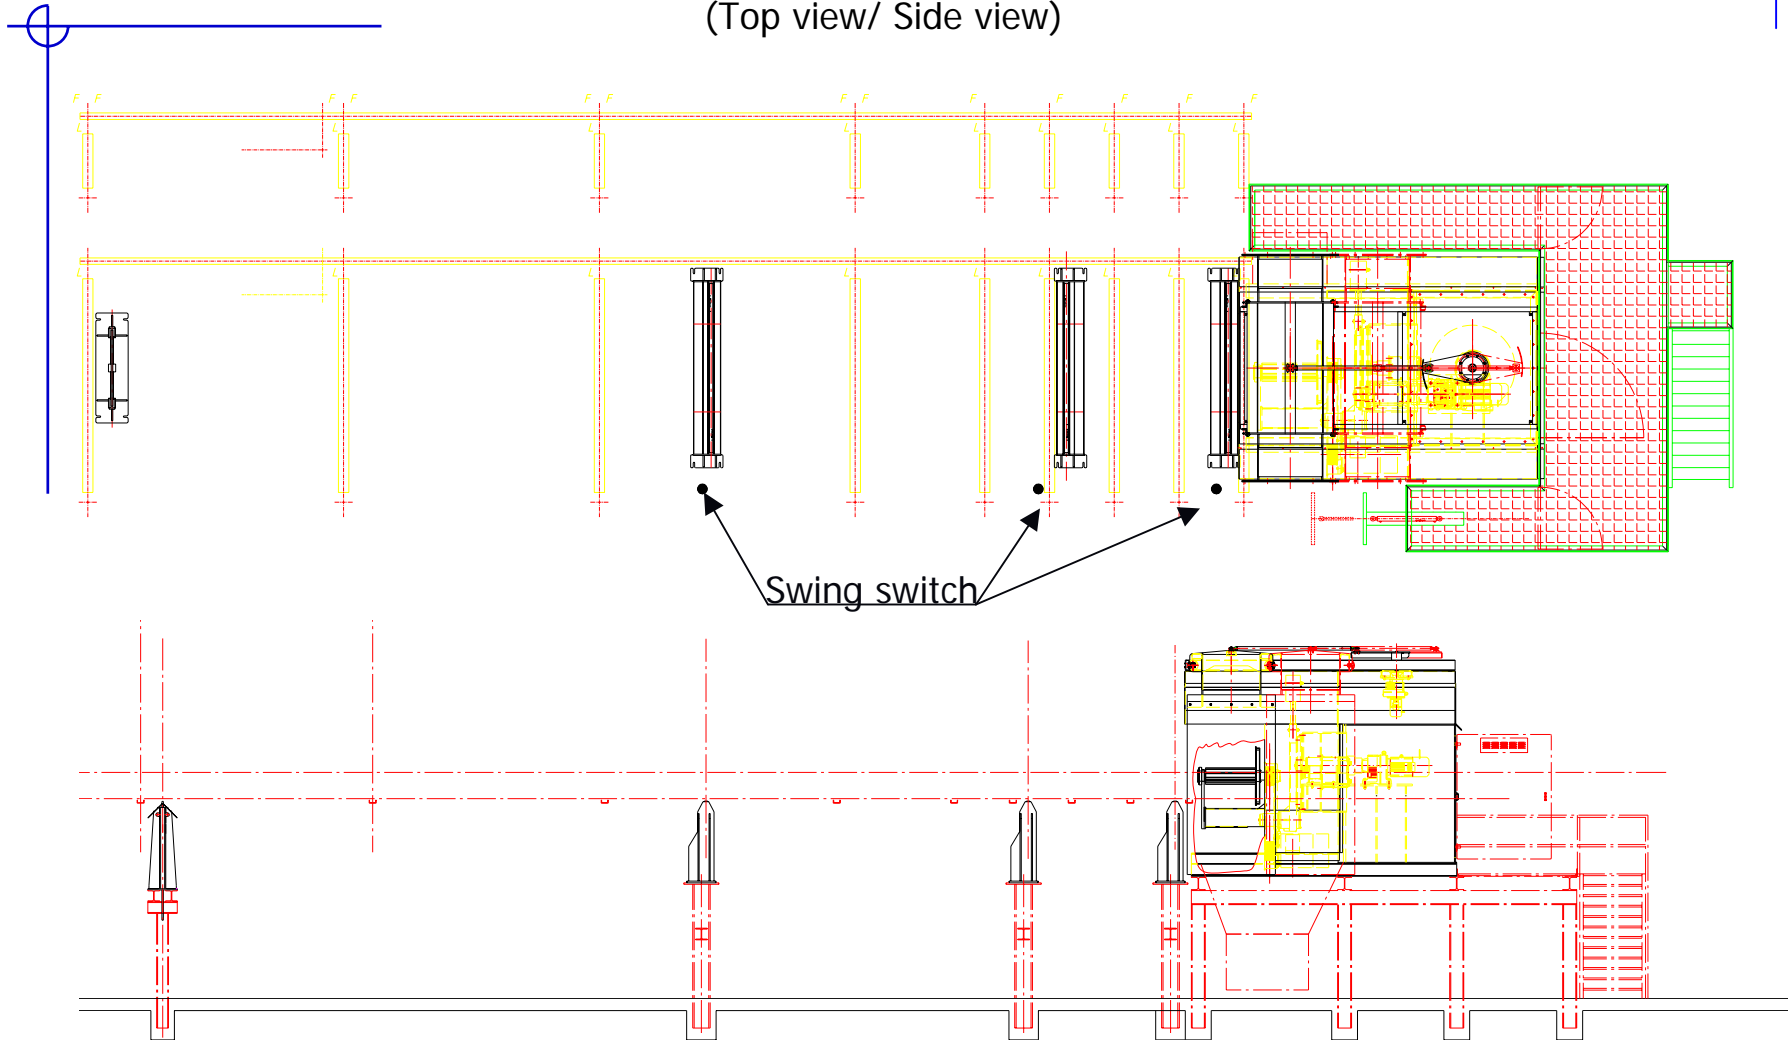 (Top view/ Side view)
F F F F F F F F F F F F F
L L L L L L L L
Swing switch